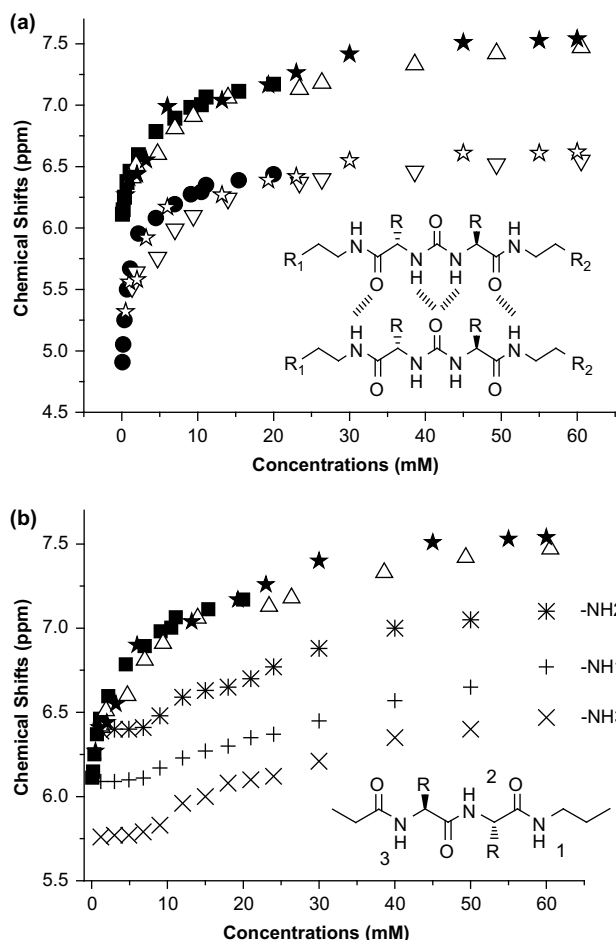 (a)
7.5
7.0
6.5
6.0
5.5
5.0
4.5
Chemical Shifts (ppm)
0 10 20 30 40 50 60
Concentrations (mM)
H O R H O R H
N N N
R1 N N R2
O H H O
H O R H O R H
N N N
R1 N N R2
O H H O
(b)
7.5
7.0
6.5
6.0
5.5
5.0
Chemical Shifts (ppm)
0 10 20 30 40 50 60
Concentrations (mM)
-NH2
-NH1
-NH3
O R H 2 O
N
N N
H O R H
3 1